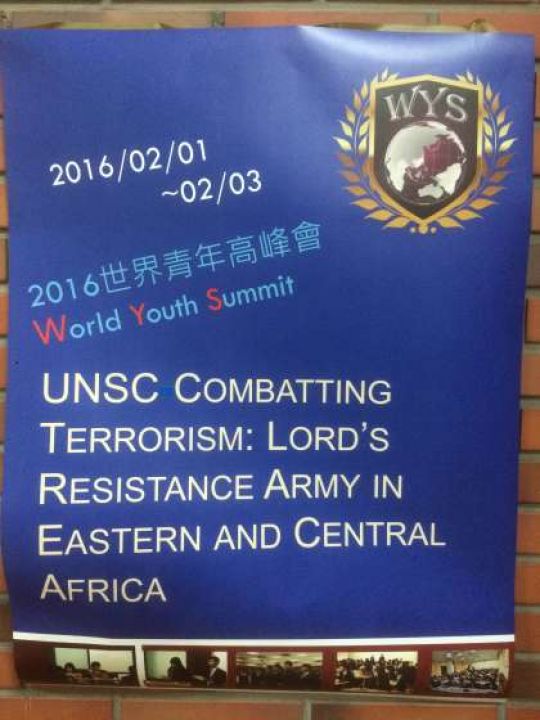 WYS
2016/02/01
~02/03
2016世界青年高峰會
World Youth Summit
UNSC-COMBATTING
TERRORISM: LORD'S
RESISTANCE ARMY IN
EASTERN AND CENTRAL
AFRICA